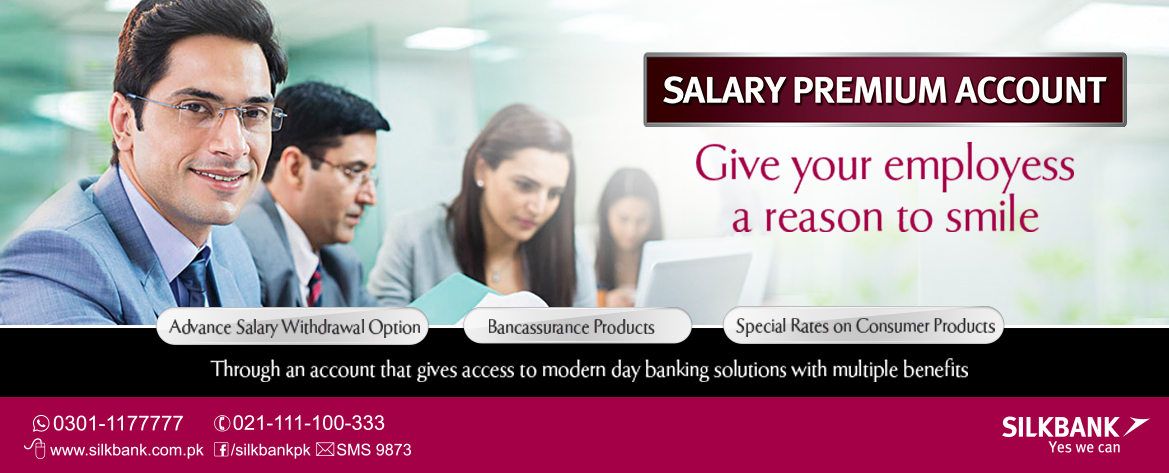 SALARY PREMIUM ACCOUNT
Give your employess
a reason to smile
Advance Salary Withdrawal Option
Bancassurance Products
Special Rates on Consumer Products
Through an account that gives access to modern day banking solutions with multiple benefits
0301-1177777
021-111-100-333
www.silkbank.com.pk
/silkbankpk
SMS 9873
SILKBANK
Yes we can